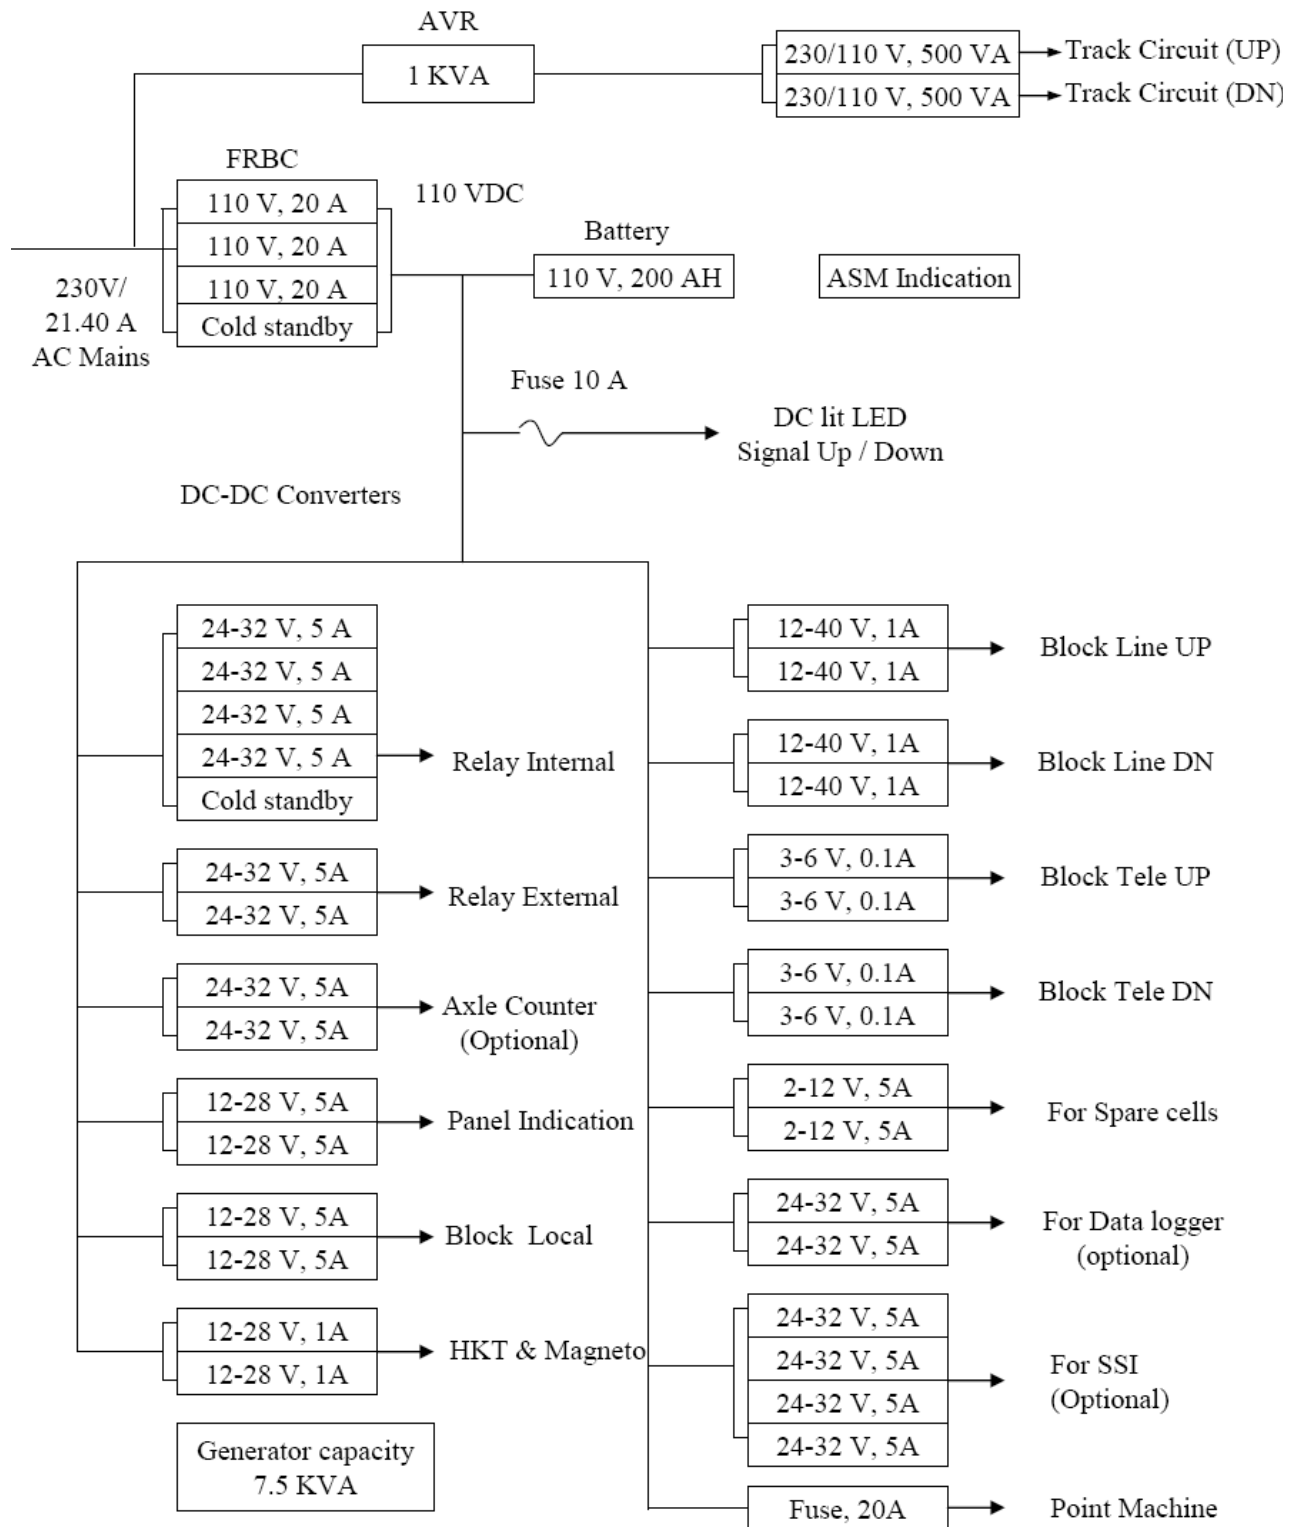 AVR
1 KVA
230/110 V, 500 VA
Track Circuit (UP)
230/110 V, 500 VA
Track Circuit (DN)
FRBC
110 V, 20 A
110 V, 20 A
110 V, 20 A
Cold standby
110 VDC
230V/
21.40 A
AC Mains
Battery
110 V, 200 AH
ASM Indication
Fuse 10 A
DC lit LED
Signal Up / Down
DC-DC Converters
24-32 V, 5 A
24-32 V, 5 A
24-32 V, 5 A
24-32 V, 5 A
Cold standby
Relay Internal
24-32 V, 5A
24-32 V, 5A
Relay External
24-32 V, 5A
24-32 V, 5A
Axle Counter
(Optional)
12-28 V, 5A
12-28 V, 5A
Panel Indication
12-28 V, 5A
12-28 V, 5A
Block Local
12-28 V, 1A
12-28 V, 1A
HKT & Magneto
Generator capacity
7.5 KVA
12-40 V, 1A
12-40 V, 1A
Block Line UP
12-40 V, 1A
12-40 V, 1A
Block Line DN
3-6 V, 0.1A
3-6 V, 0.1A
Block Tele UP
3-6 V, 0.1A
3-6 V, 0.1A
Block Tele DN
2-12 V, 5A
2-12 V, 5A
For Spare cells
24-32 V, 5A
24-32 V, 5A
For Data logger
(optional)
24-32 V, 5A
24-32 V, 5A
24-32 V, 5A
24-32 V, 5A
For SSI
(Optional)
Fuse, 20A
Point Machine